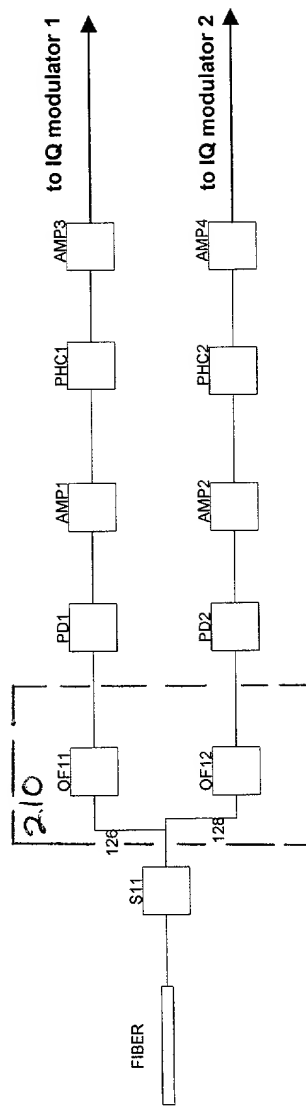 FIBER
S11
126
128
210
OF11
PD1
AMP1
PHC1
AMP3
to IQ modulator 1
OF12
PD2
AMP2
PHC2
AMP4
to IQ modulator 2